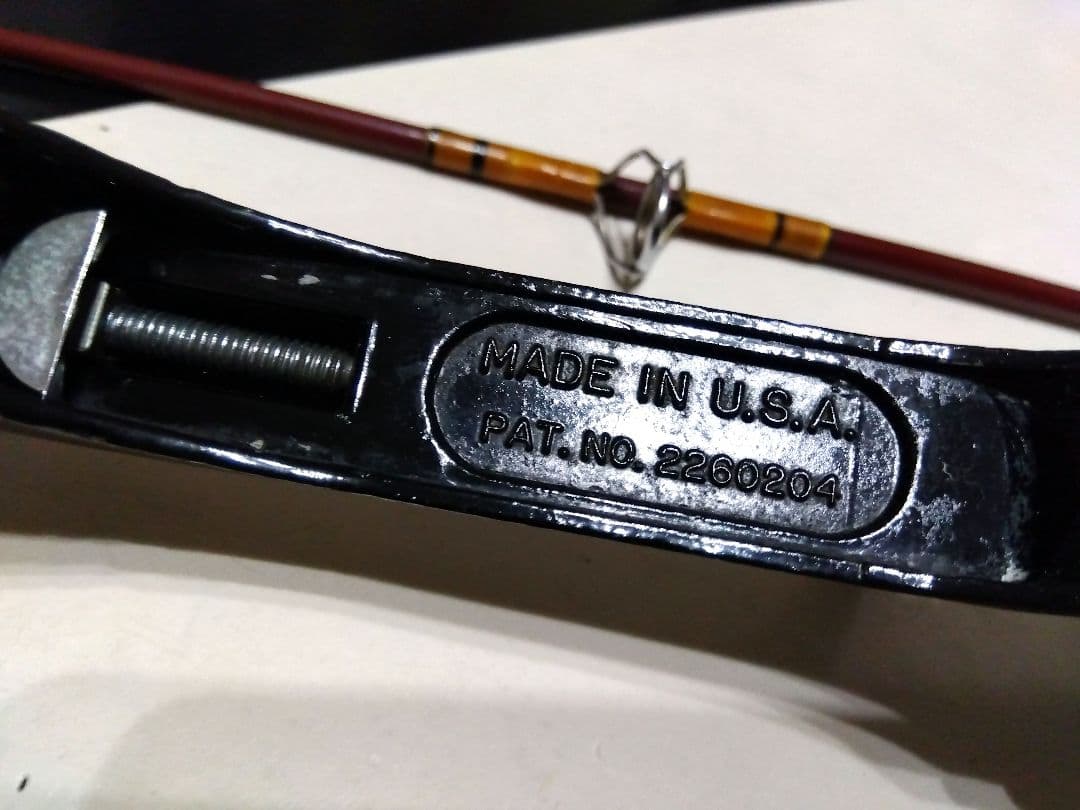 MADE IN U.S.A.
PAT. NO. 2260204